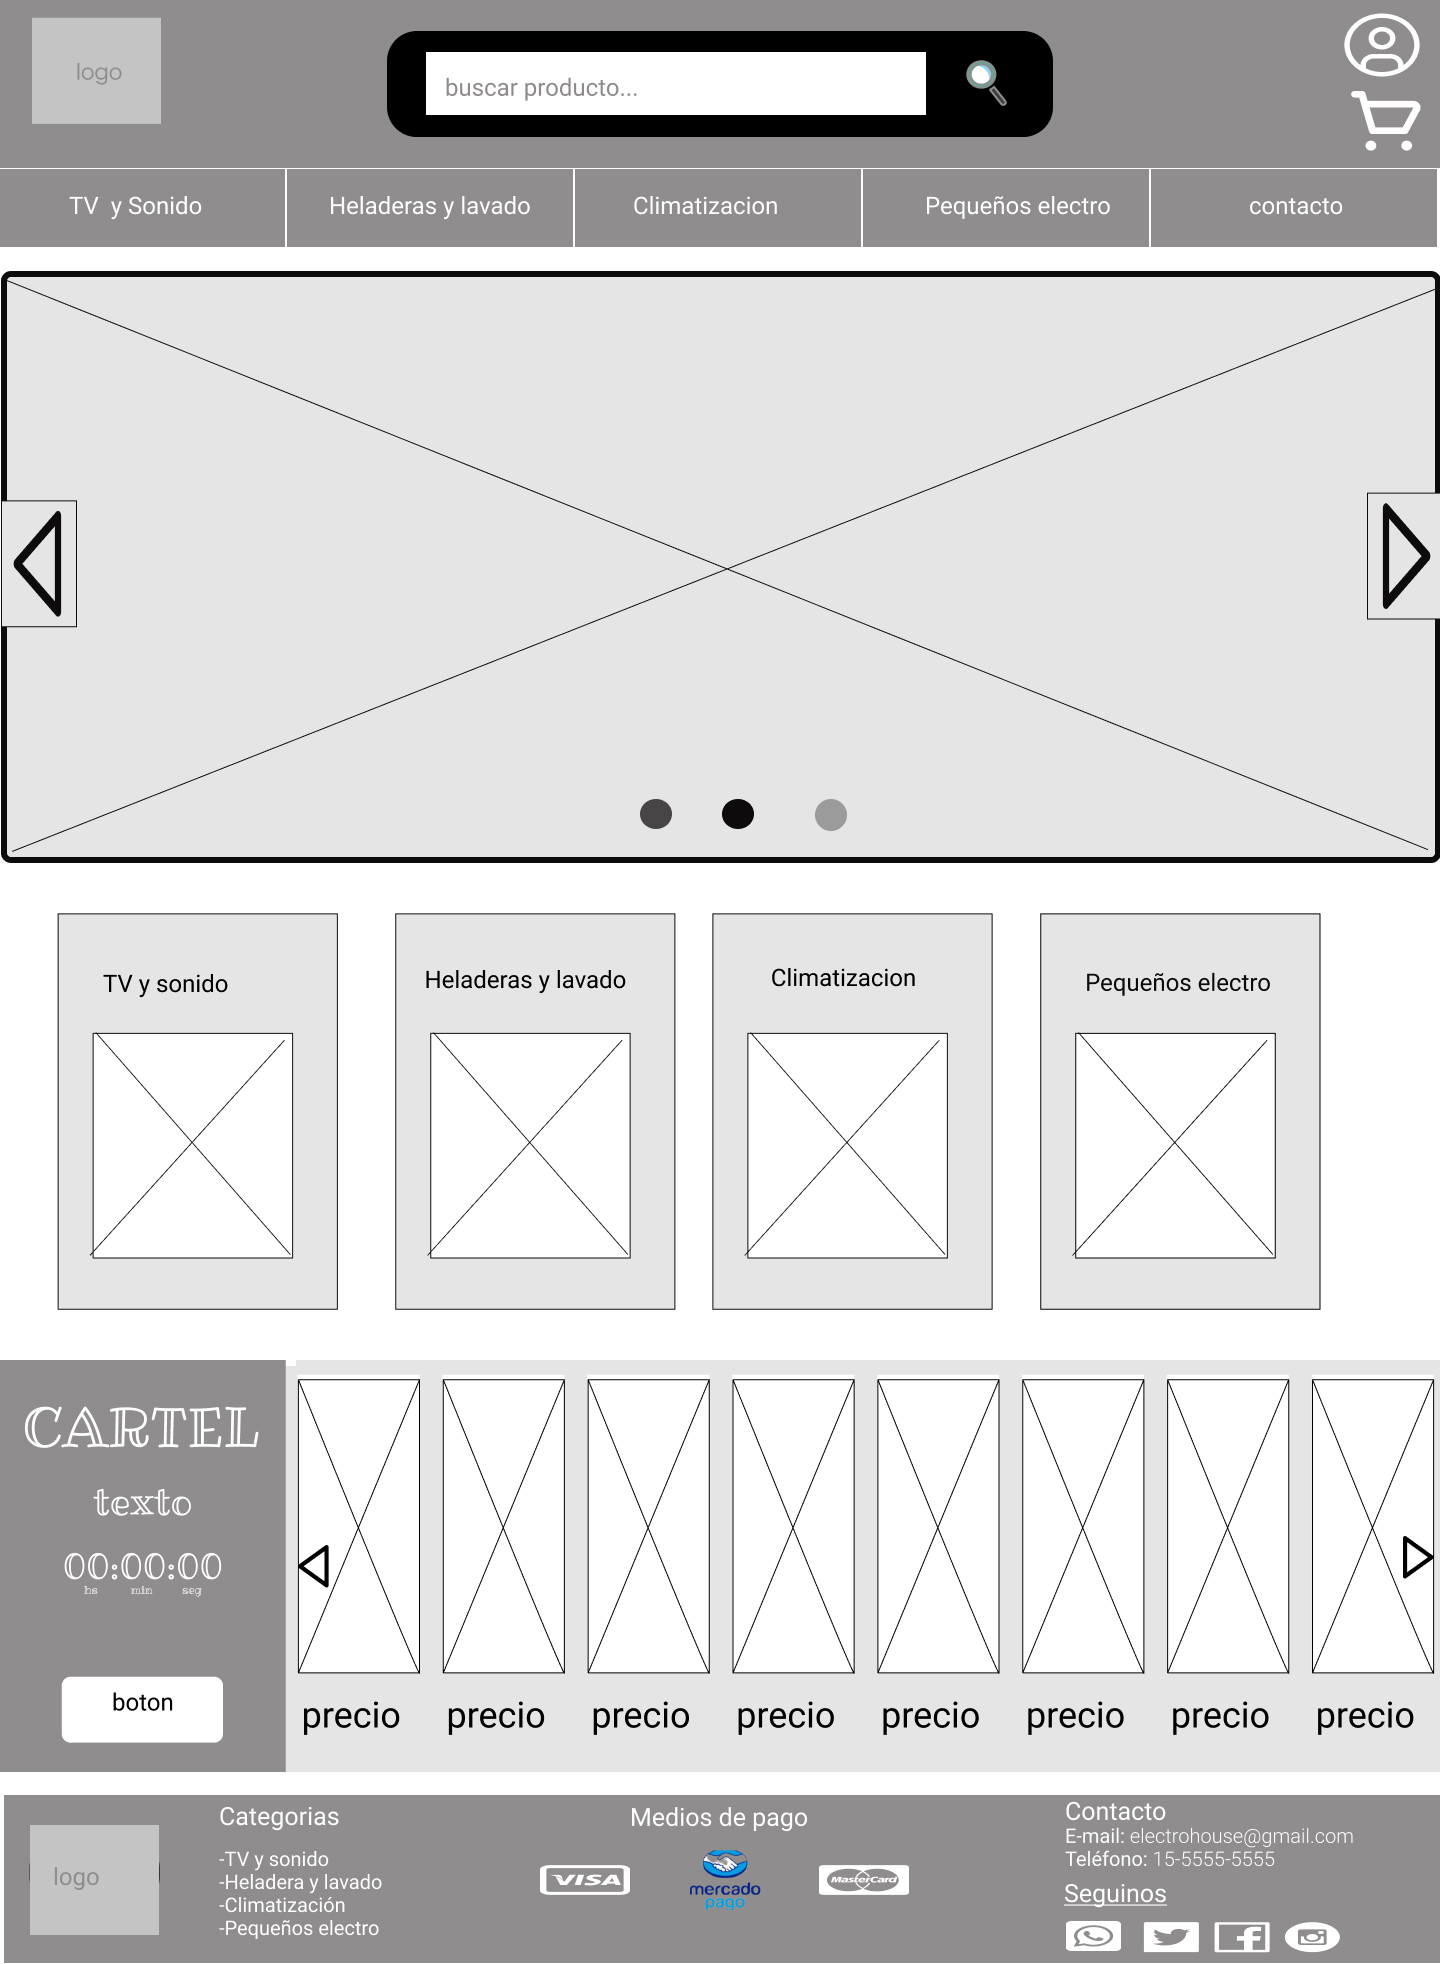 logo
buscar producto...
TV y Sonido
Heladeras y lavado
Climatizacion
Pequeños electro
contacto
TV y sonido
Heladeras y lavado
Climatizacion
Pequeños electro
CARTEL
texto
00:00:00
hs min seg
boton
precio precio precio precio precio precio precio precio
logo
Categorias
-TV y sonido
-Heladera y lavado
-Climatización
-Pequeños electro
Medios de pago
VISA
mercado
pago
MasterCard
Contacto
E-mail: electrohouse@gmail.com
Teléfono: 15-5555-5555
Seguinos